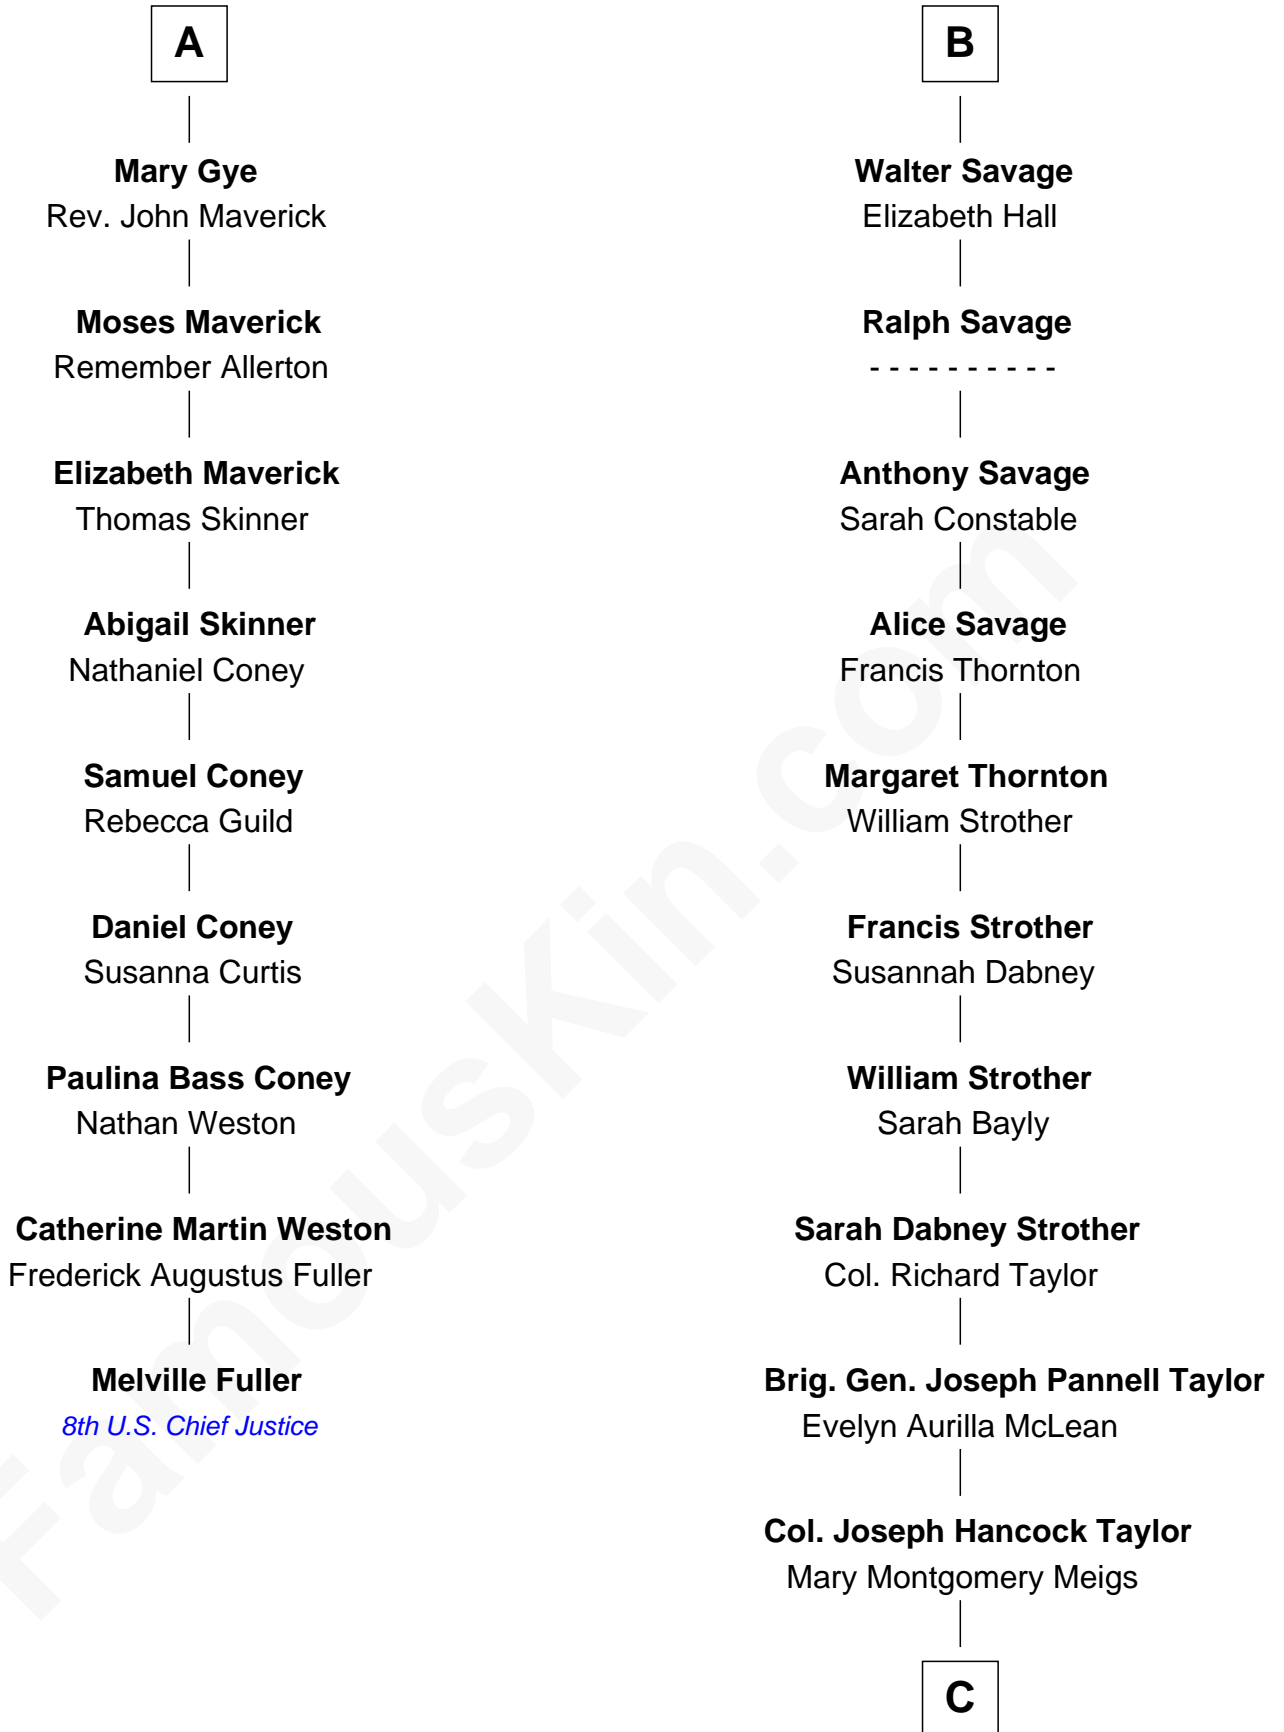 A
Mary Gye
Rev. John Maverick
Moses Maverick
Remember Allerton
Elizabeth Maverick
Thomas Skinner
Abigail Skinner
Nathaniel Coney
Samuel Coney
Rebecca Guild
Daniel Coney
Susanna Curtis
Paulina Bass Coney
Nathan Weston
Catherine Martin Weston
Frederick Augustus Fuller
Melville Fuller
8th U.S. Chief Justice
B
Walter Savage
Elizabeth Hall
Ralph Savage
- - - - - - - - - -
Anthony Savage
Sarah Constable
Alice Savage
Francis Thornton
Margaret Thornton
William Strother
Francis Strother
Susannah Dabney
William Strother
Sarah Bayly
Sarah Dabney Strother
Col. Richard Taylor
Brig. Gen. Joseph Pannell Taylor
Evelyn Aurilla McLean
Col. Joseph Hancock Taylor
Mary Montgomery Meigs
C
FamousKin.com